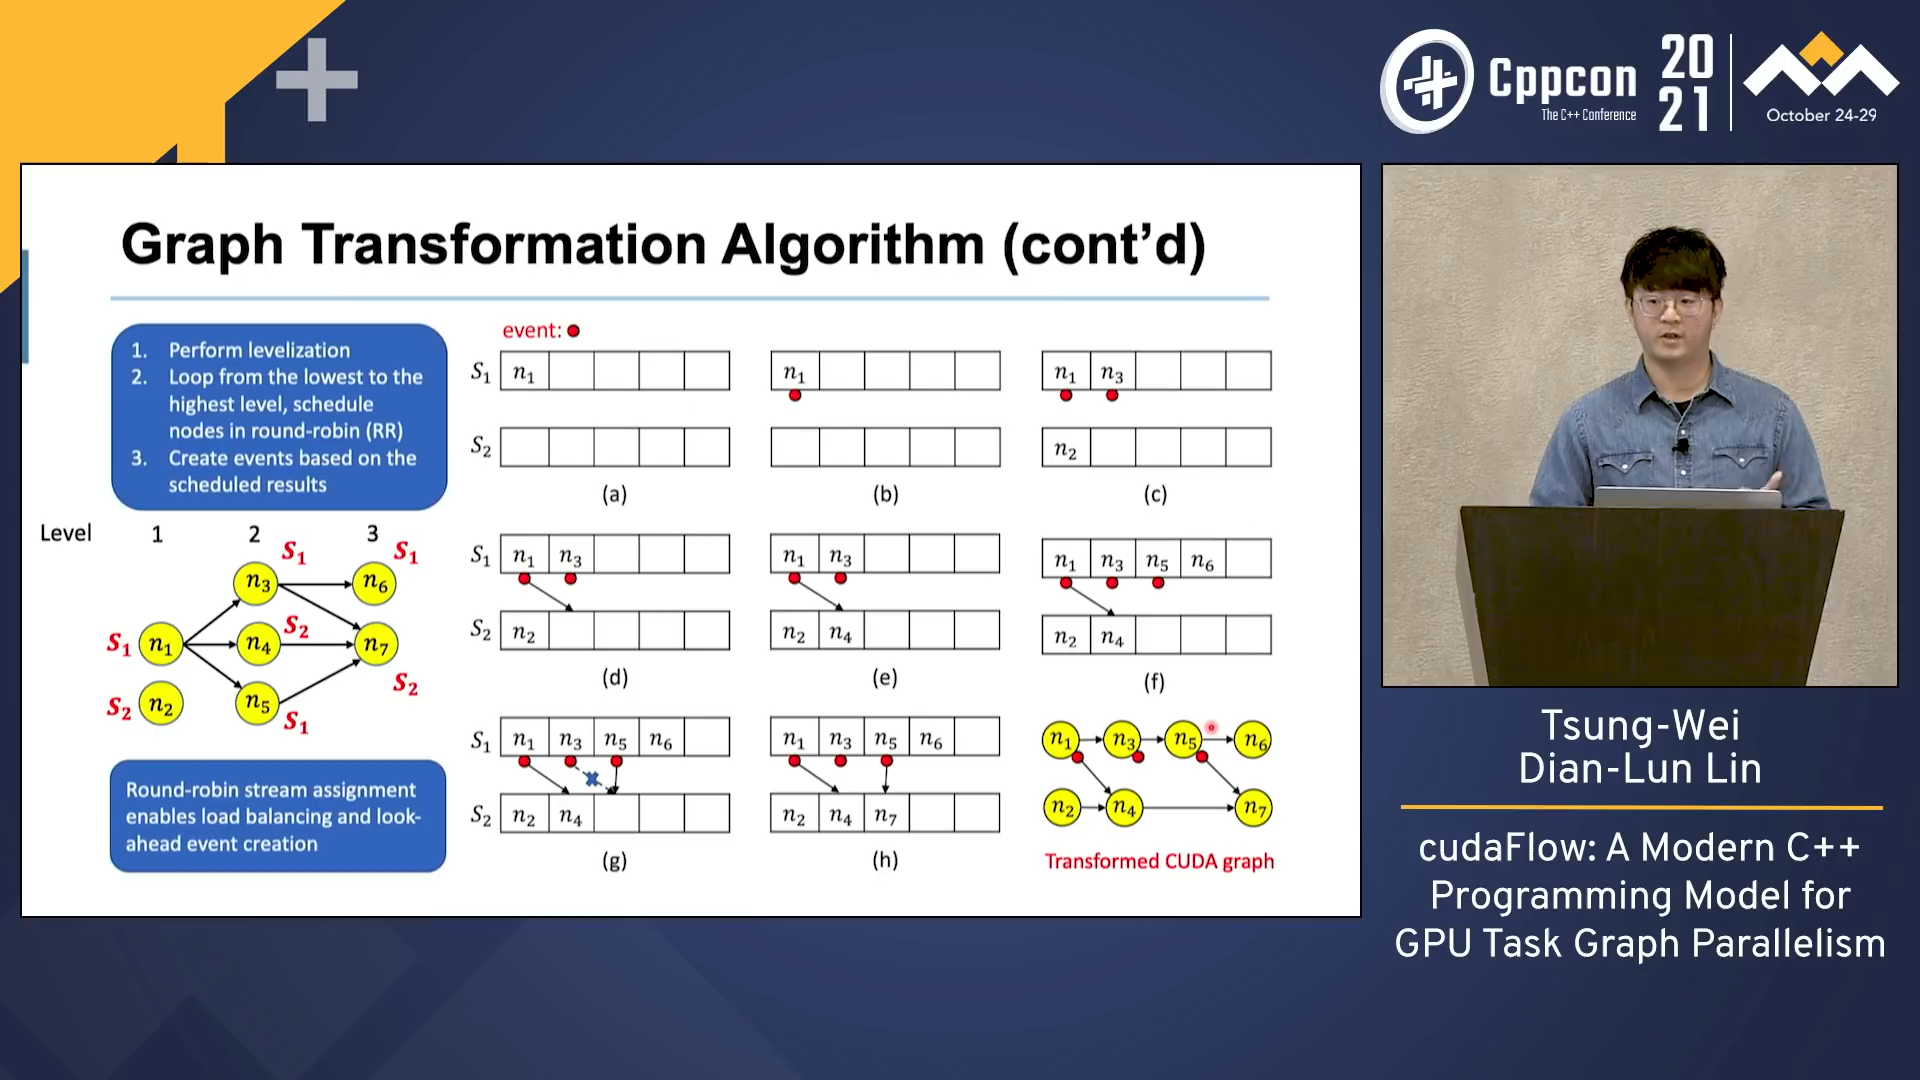 Cppcon
The C++ Conference
20
21
October 24-29
Graph Transformation Algorithm (cont’d)
1. Perform levelization
2. Loop from the lowest to the
highest level, schedule
nodes in round-robin (RR)
3. Create events based on the
scheduled results
event:
S1 n1
S2
(a)
n1
(b)
n1 n3
n2
(c)
Level 1 2 3
S1 S1
n3 n6
S1 n1 n4 S2 n7
S2 n2 n5 S1 S2
S1 n1 n3
S2 n2
(d)
n1 n3
n2 n4
(e)
n1 n3 n5 n6
n2 n4
(f)
Round-robin stream assignment
enables load balancing and look-
ahead event creation
S1 n1 n3 n5 n6
S2 n2 n4
(g)
n1 n3 n5 n6
n2 n4 n7
(h)
n1 n3 n5 n6
n2 n4 n7
Transformed CUDA graph
Tsung-Wei
Dian-Lun Lin
cudaFlow: A Modern C++
Programming Model for
GPU Task Graph Parallelism